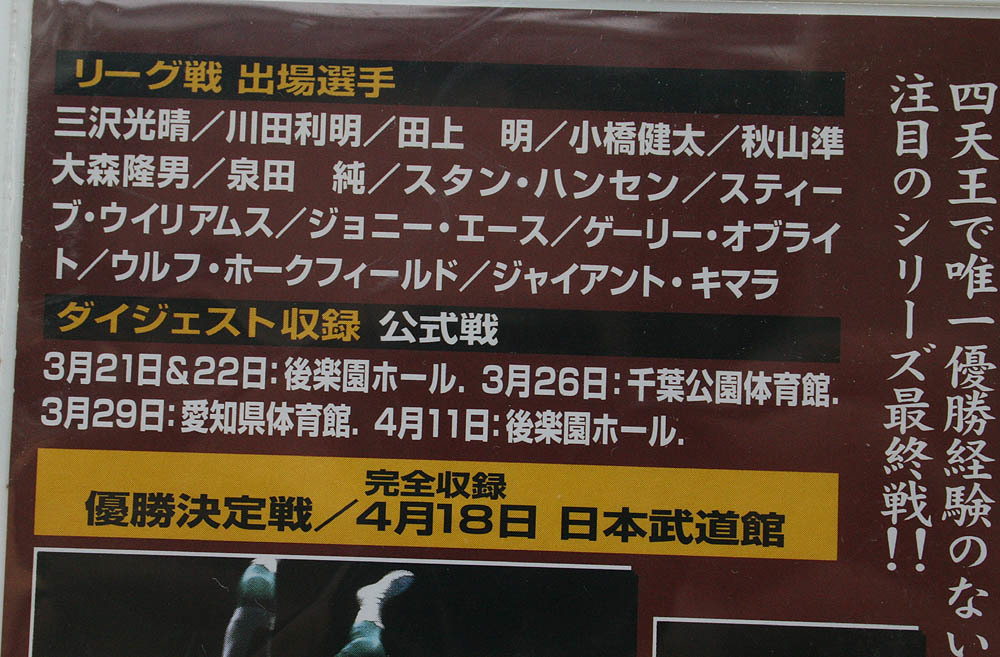 リーグ戦 出場選手
三沢光晴／川田利明／田上　明／小橋健太／秋山準
大森隆男／泉田　純／スタン・ハンセン／スティー
ブ・ウイリアムス／ジョニー・エース／ゲーリー・オブライ
ト／ウルフ・ホークフィールド／ジャイアント・キマラ
ダイジェスト収録 公式戦
3月21日＆22日：後楽園ホール．3月26日：千葉公園体育館．
3月29日：愛知県体育館．4月11日：後楽園ホール．
完全収録
優勝決定戦／4月18日 日本武道館
四天王で唯一優勝経験のない
注目のシリーズ最終戦!!